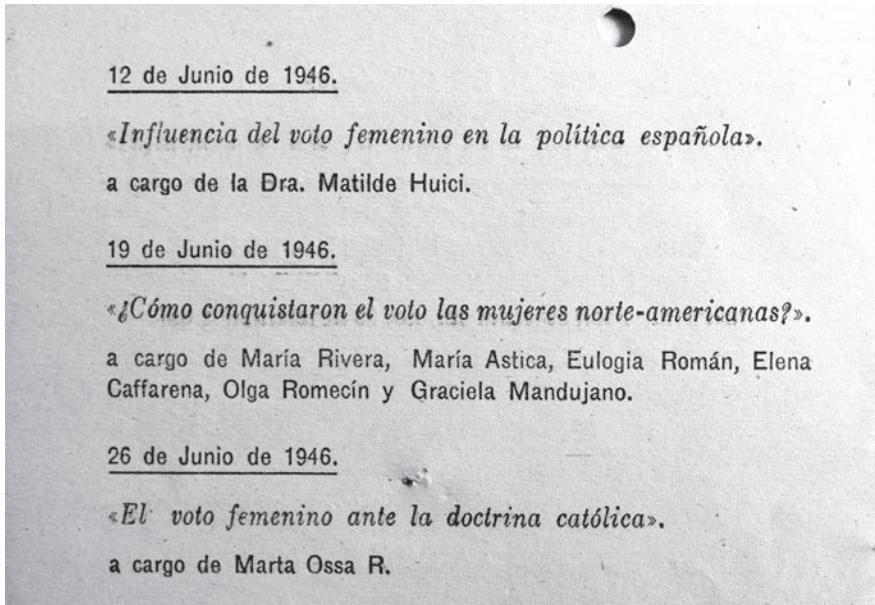 12 de Junio de 1946.
«Influencia del voto femenino en la política española».
a cargo de la Dra. Matilde Huici.
19 de Junio de 1946.
«¿Cómo conquistaron el voto las mujeres norte-americanas?».
a cargo de María Rivera, María Astica, Eulogia Román, Elena
Caffarena, Olga Romecín y Graciela Mandujano.
26 de Junio de 1946.
«El voto femenino ante la doctrina católica».
a cargo de Marta Ossa R.